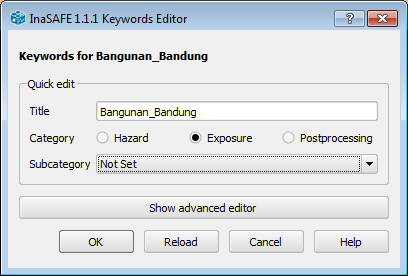 InaSAFE 1.1.1 Keywords Editor
Keywords for Bangunan_Bandung
Quick edit
Title Bangunan_Bandung
Category Hazard Exposure Postprocessing
Subcategory Not Set
Show advanced editor
OK Reload Cancel Help